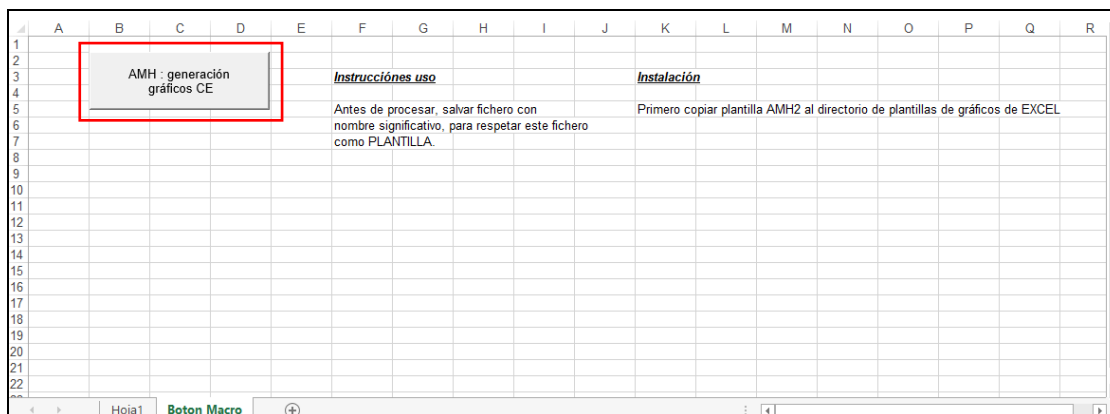 A B C D E F G H I J K L M N O P Q R
1
2
3
4
5
6
7
8
9
10
11
12
13
14
15
16
17
18
19
20
21
22
AMH : generación
gráficos CE
Instrucciónes uso
Antes de procesar, salvar fichero con
nombre significativo, para respetar este fichero
como PLANTILLA.
Instalación
Primero copiar plantilla AMH2 al directorio de plantillas de gráficos de EXCEL
Hoja1 Boton Macro